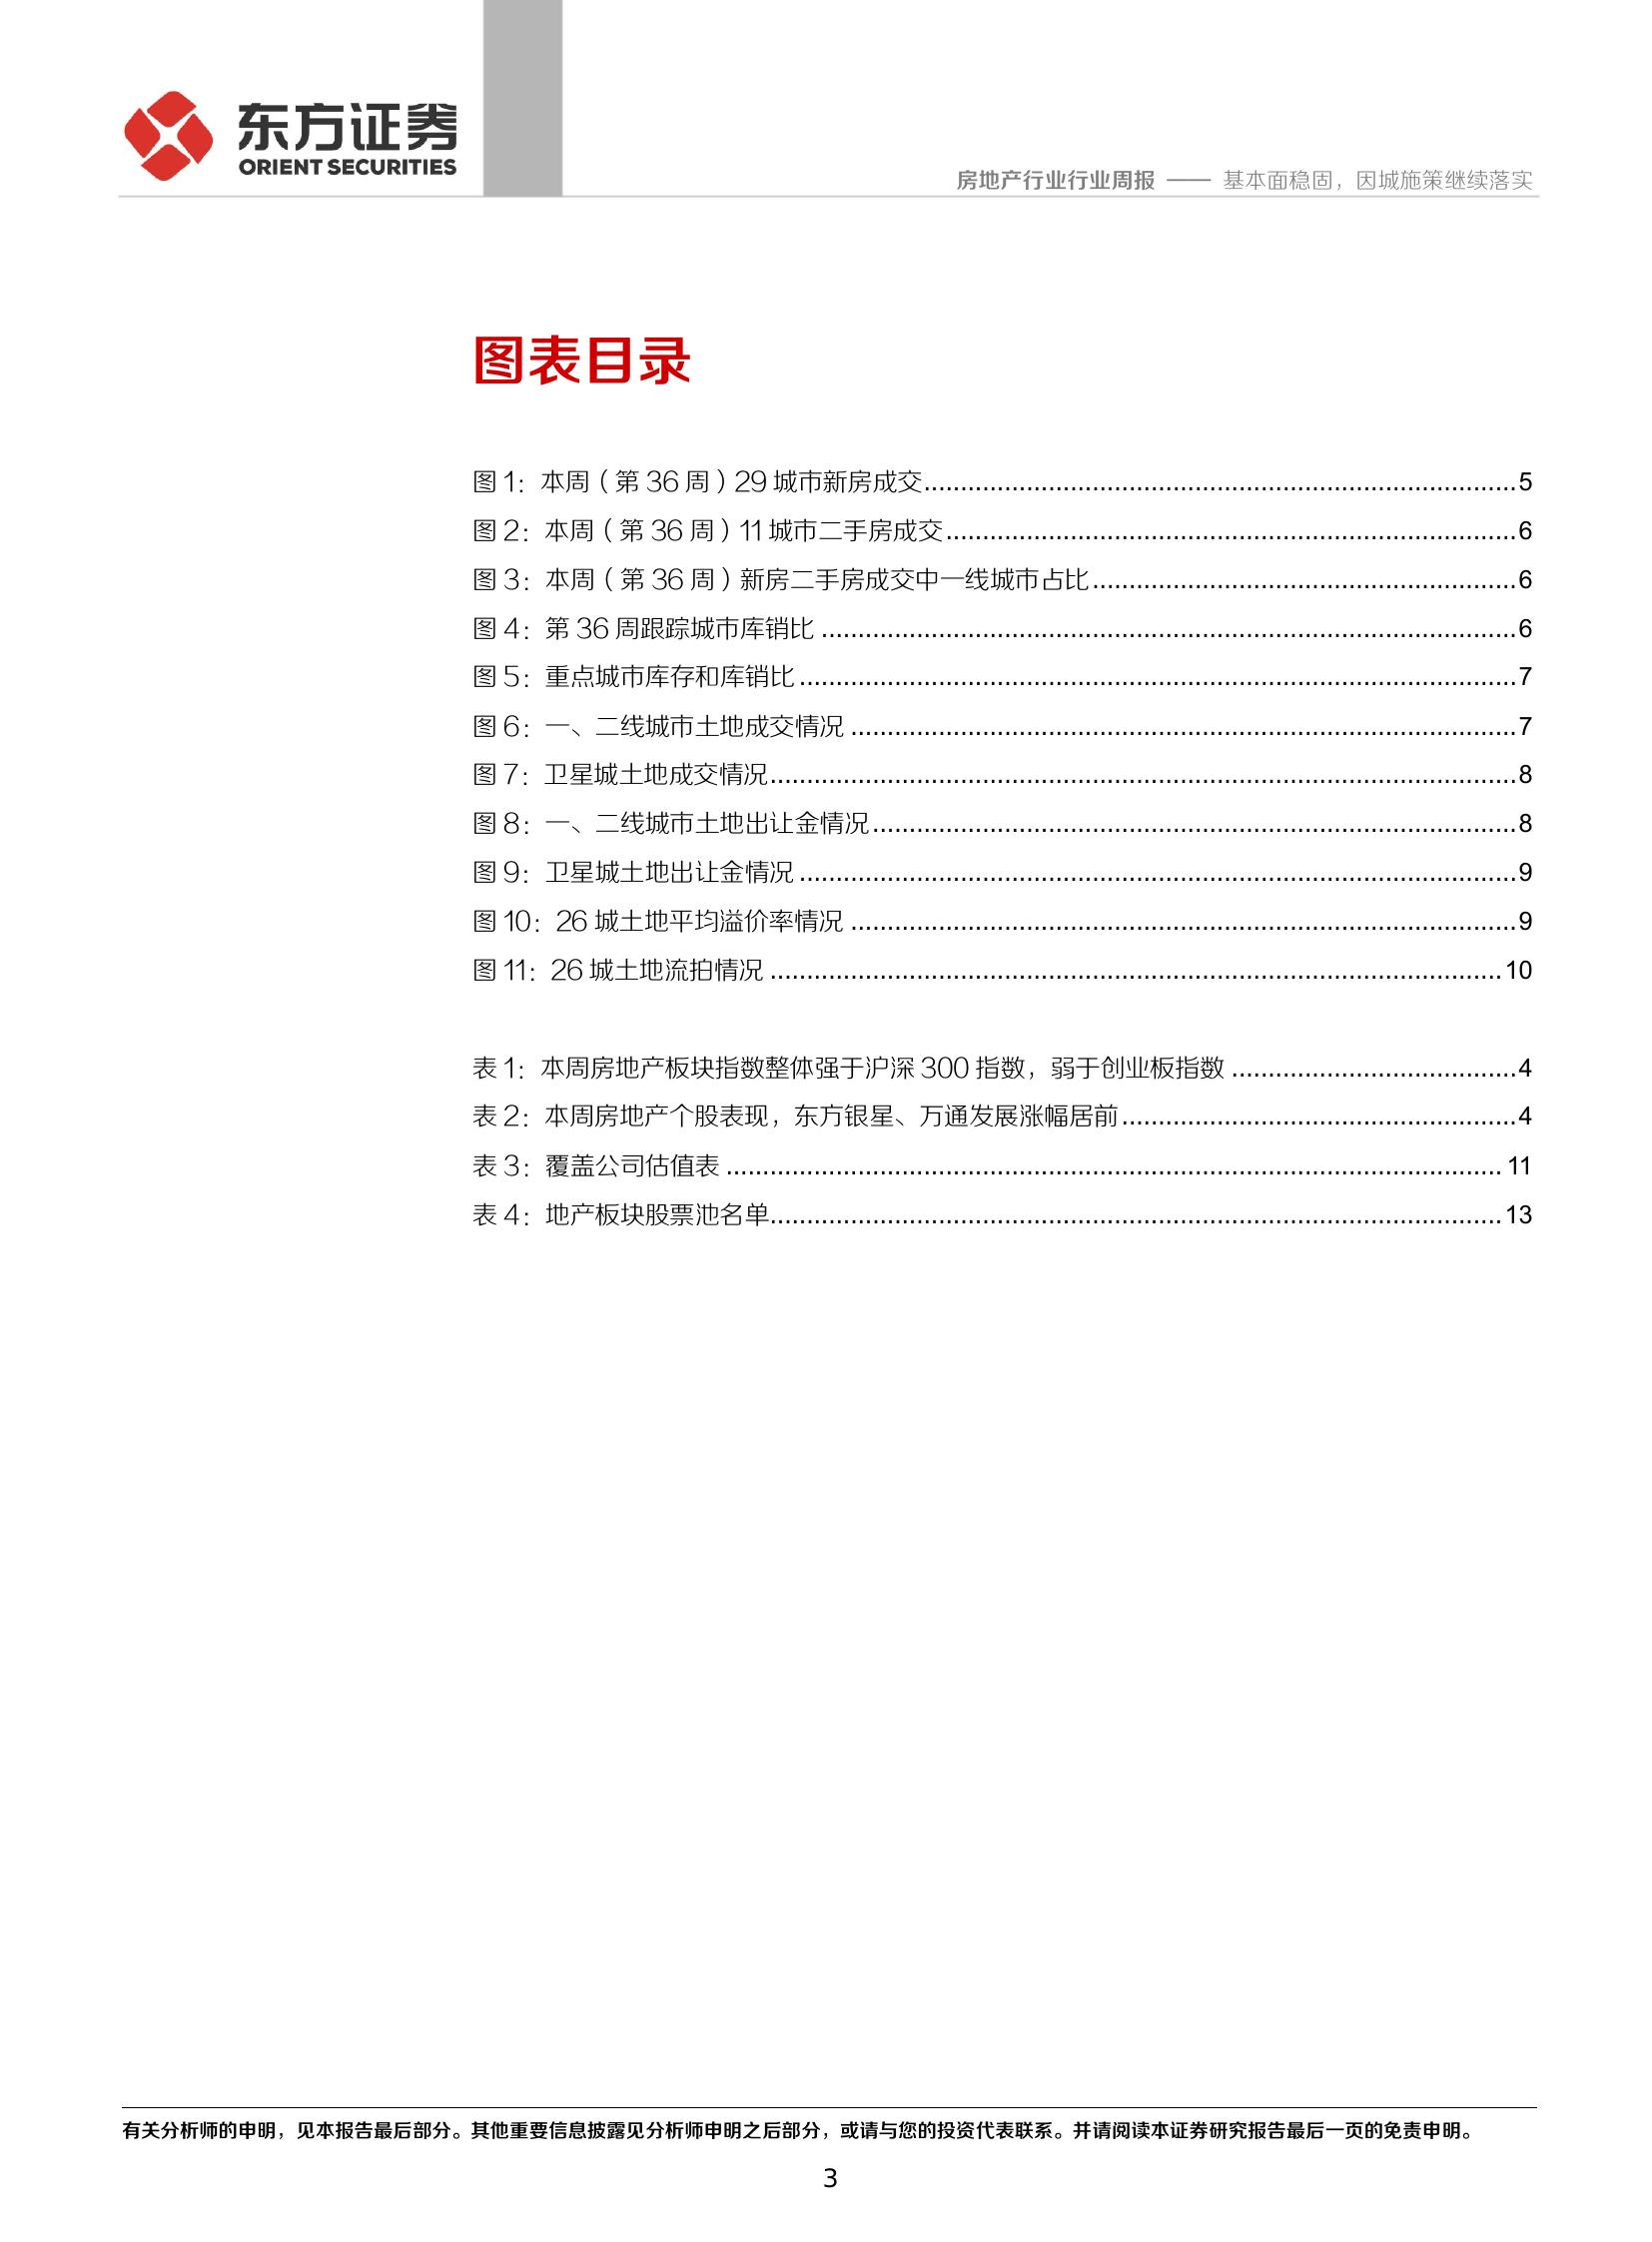 东方证券
ORIENT SECURITIES
房地产行业行业周报 —— 基本面稳固，因城施策继续落实
图表目录
图 1：本周（第 36 周）29 城市新房成交....................5
图 2：本周（第 36 周）11 城市二手房成交....................6
图 3：本周（第 36 周）新房二手房成交中一线城市占比....................6
图 4：第 36 周跟踪城市库销比....................6
图 5：重点城市库存和库销比....................7
图 6：一、二线城市土地成交情况....................7
图 7：卫星城土地成交情况....................8
图 8：一、二线城市土地出让金情况....................8
图 9：卫星城土地出让金情况....................9
图 10：26 城土地平均溢价率情况....................9
图 11：26 城土地流拍情况....................10
表 1：本周房地产板块指数整体强于沪深 300 指数，弱于创业板指数....................4
表 2：本周房地产个股表现，东方银星、万通发展涨幅居前....................4
表 3：覆盖公司估值表....................11
表 4：地产板块股票池名单....................13
有关分析师的申明，见本报告最后部分。其他重要信息披露见分析师申明之后部分，或请与您的投资代表联系。并请阅读本证券研究报告最后一页的免责申明。
3